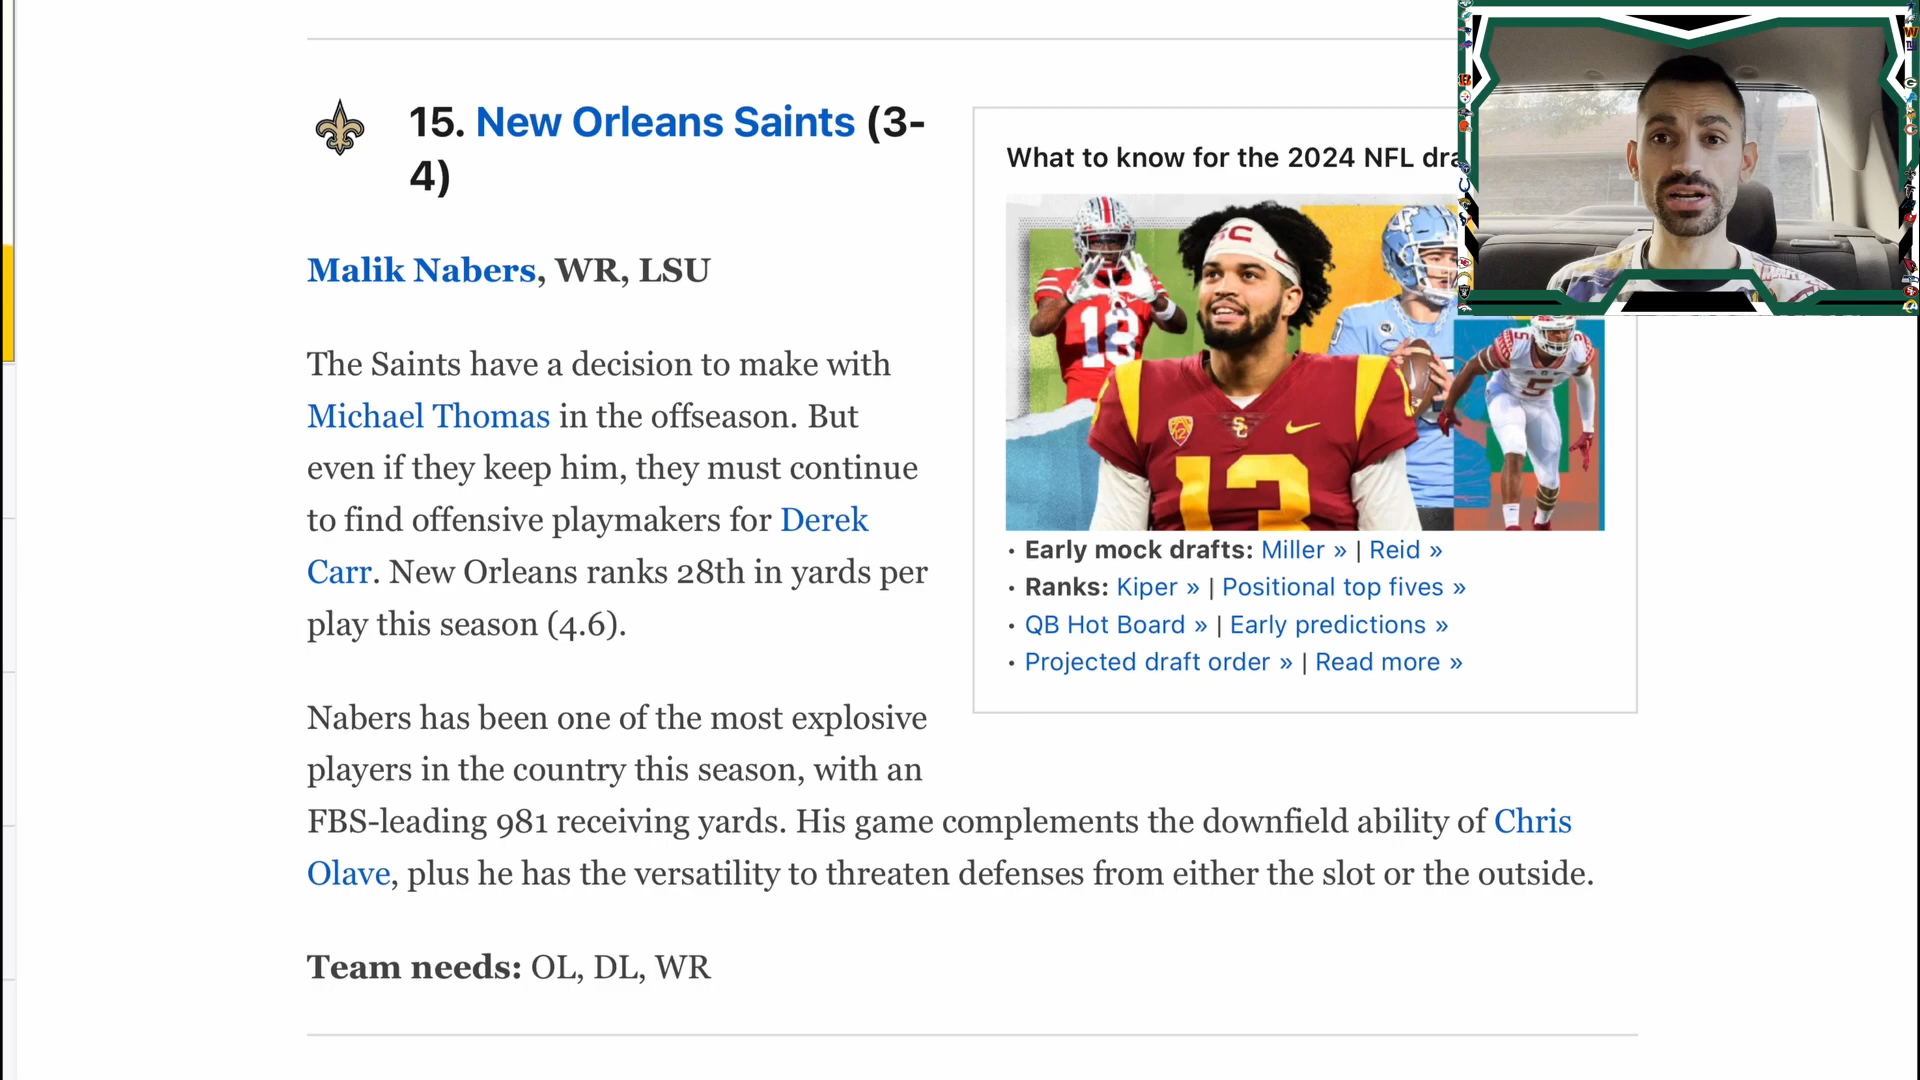 15. New Orleans Saints (3-
4)
Malik Nabers, WR, LSU
The Saints have a decision to make with
Michael Thomas in the offseason. But
even if they keep him, they must continue
to find offensive playmakers for Derek
Carr. New Orleans ranks 28th in yards per
play this season (4.6).
Nabers has been one of the most explosive
players in the country this season, with an
FBS-leading 981 receiving yards. His game complements the downfield ability of Chris
Olave, plus he has the versatility to threaten defenses from either the slot or the outside.
Team needs: OL, DL, WR
What to know for the 2024 NFL dra
18
SC
12
SC
13
5
• Early mock drafts: Miller » | Reid »
• Ranks: Kiper » | Positional top fives »
• QB Hot Board » | Early predictions »
• Projected draft order » | Read more »